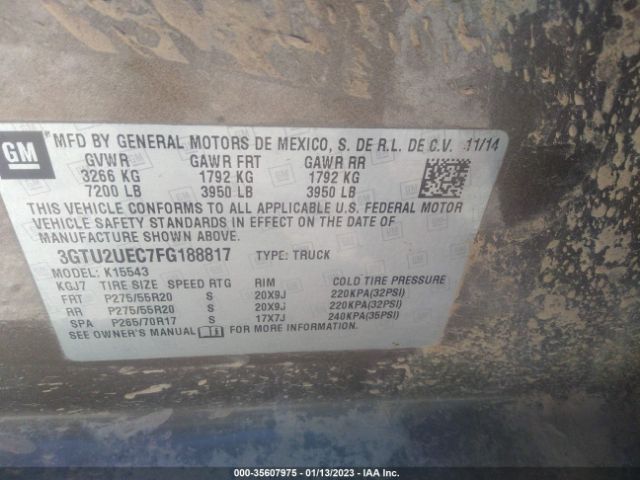 GM
MFD BY GENERAL MOTORS DE MEXICO, S. DE R.L. DE C.V. 11/14
GVWR GAWR FRT GAWR RR
3266 KG 1792 KG 1792 KG
7200 LB 3950 LB 3950 LB
THIS VEHICLE CONFORMS TO ALL APPLICABLE U.S. FEDERAL MOTOR
VEHICLE SAFETY STANDARDS IN EFFECT ON THE DATE OF
MANUFACTURE SHOWN ABOVE.
3GTU2UEC7FG188817 TYPE: TRUCK
MODEL: K15543
KGJ7 TIRE SIZE SPEED RTG RIM COLD TIRE PRESSURE
FRT P275/55R20 S 20X9J 220KPA(32PSI)
RR P275/55R20 S 20X9J 220KPA(32PSI)
SPA P265/70R17 S 17X7J 240KPA(35PSI)
SEE OWNER'S MANUAL FOR MORE INFORMATION.
000-35607975 - 01/13/2023 - IAA Inc.